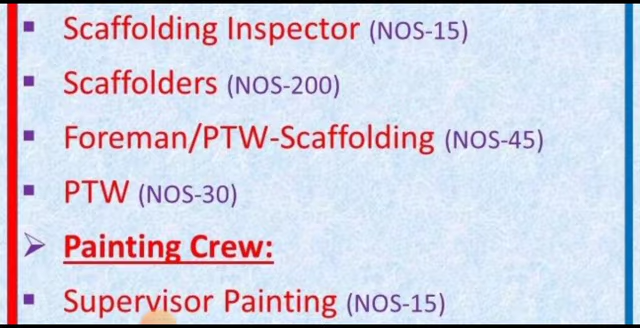 Scaffolding Inspector (NOS-15)
Scaffolders (NOS-200)
Foreman/PTW-Scaffolding (NOS-45)
PTW (NOS-30)
Painting Crew:
Supervisor Painting (NOS-15)